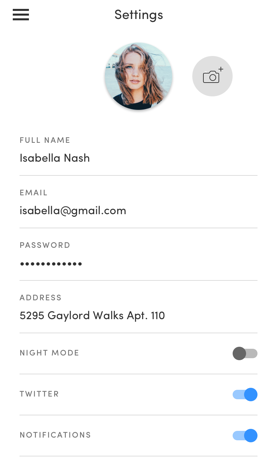 Settings
FULL NAME
Isabella Nash
EMAIL
isabella@gmail.com
PASSWORD
••••••••••••
ADDRESS
5295 Gaylord Walks Apt. 110
NIGHT MODE
TWITTER
NOTIFICATIONS